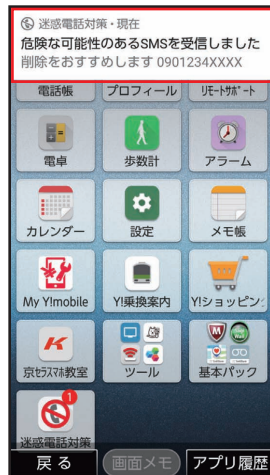 迷惑電話対策・現在
危険な可能性のあるSMSを受信しました
削除をおすすめします 0901234XXXX
電話帳
プロフィール
リモートサポート
電卓
歩数計
アラーム
カレンダー
設定
メモ帳
My Y!mobile
Y!乗換案内
Y!ショッピン
京セラスマホ教室
ツール
基本パック
1
迷惑電話対策
戻る
画面メモ
アプリ履歴